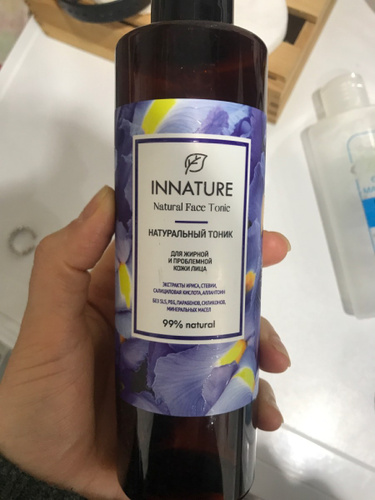 INNATURE
Natural Face Tonic
НАТУРАЛЬНЫЙ ТОНИК
ДЛЯ ЖИРНОЙ
И ПРОБЛЕМНОЙ
КОЖИ ЛИЦА
ЭКСТРАКТЫ ИРИСА, СТЕВИИ,
САЛИЦИЛОВАЯ КИСЛОТА, АЛЛАНТОИН
БЕЗ SLS, PEG, ПАРАБЕНОВ, СИЛИКОНОВ,
МИНЕРАЛЬНЫХ МАСЕЛ
99% natural